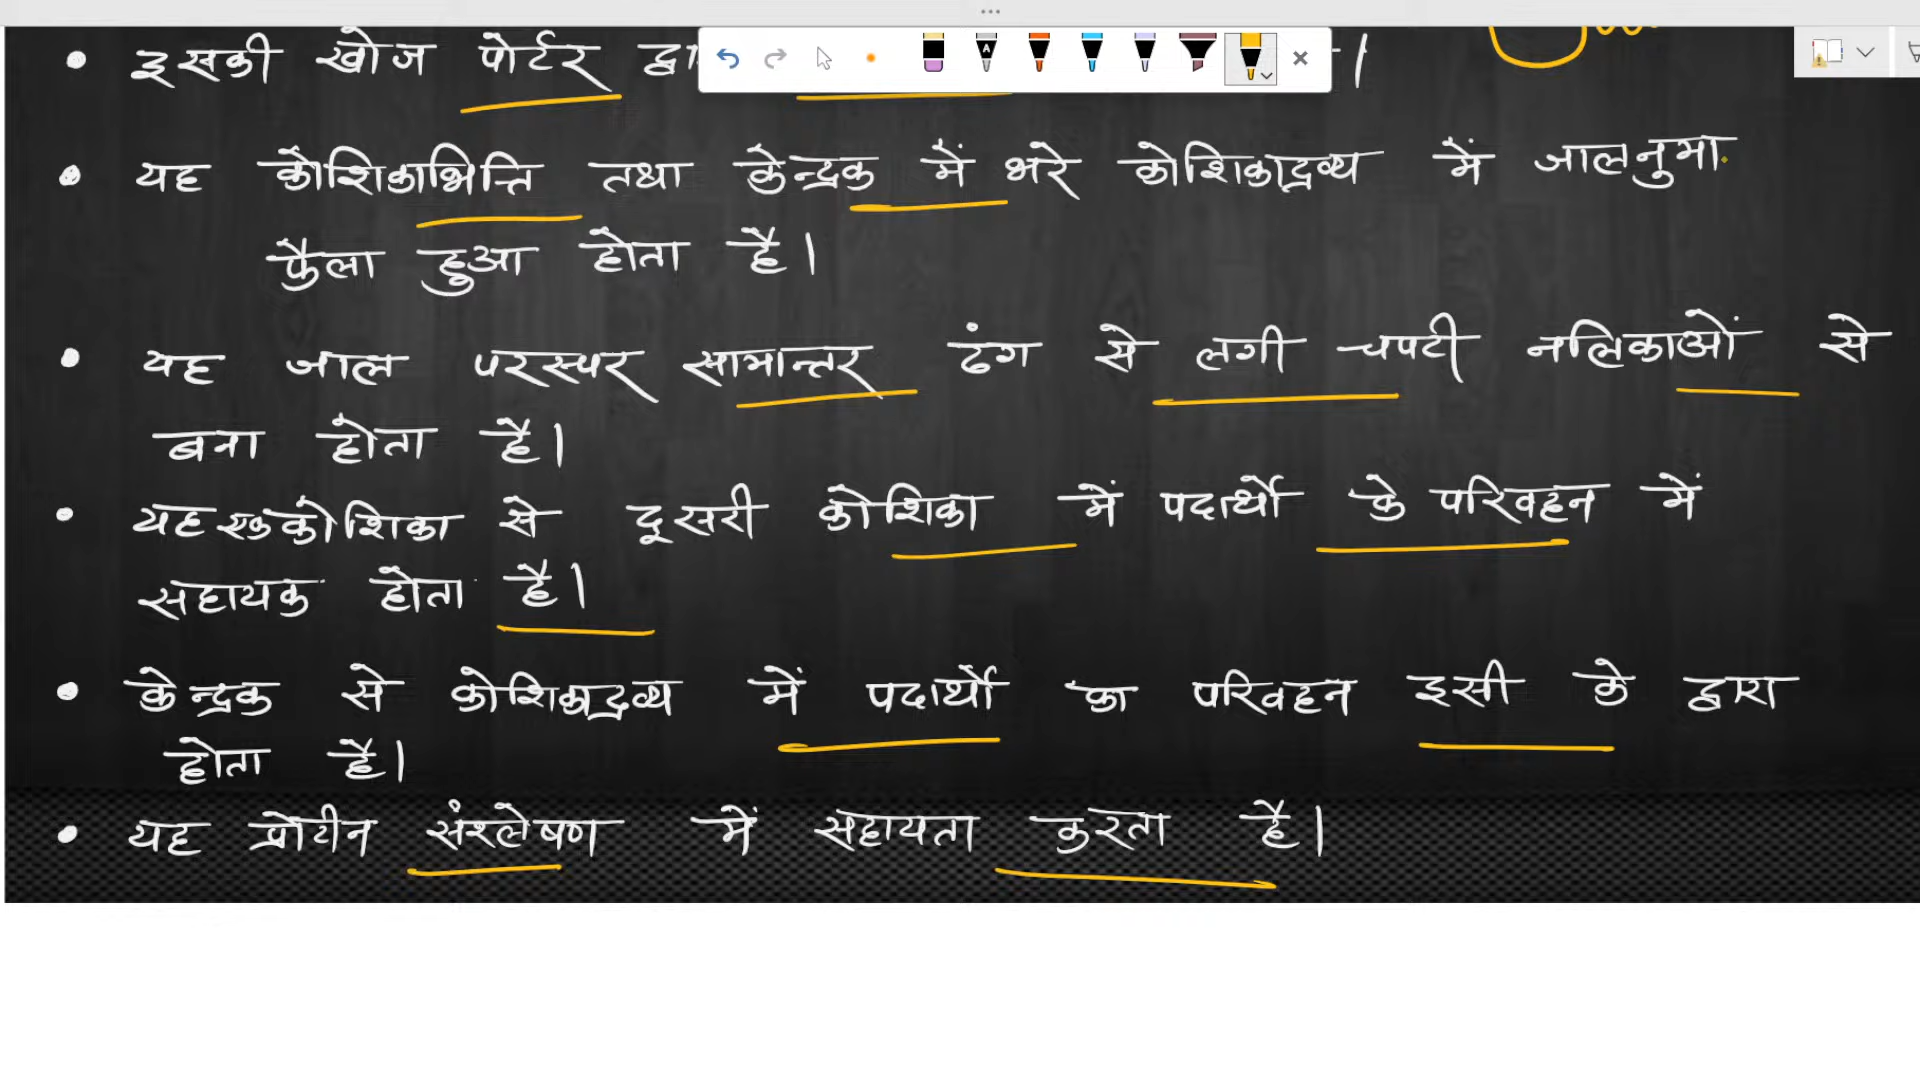 • इसकी खोज पोर्टर
• यह कोशिकाभित्ति तथा केन्द्रक में भरे कोशिकाद्रव्य में जालनुमा
फैला हुआ होता है।
• यह जाल परस्पर सामान्तर ढंग से लगी चपटी नलिकाओं से
बना होता है।
• यह एक कोशिका से दूसरी कोशिका में पदार्थो के परिवहन में
सहायक होता है।
• केन्द्रक से कोशिकाद्रव्य में पदार्थो का परिवहन इसी के द्वारा
होता है।
• यह प्रोटीन संश्लेषण में सहायता करता है।